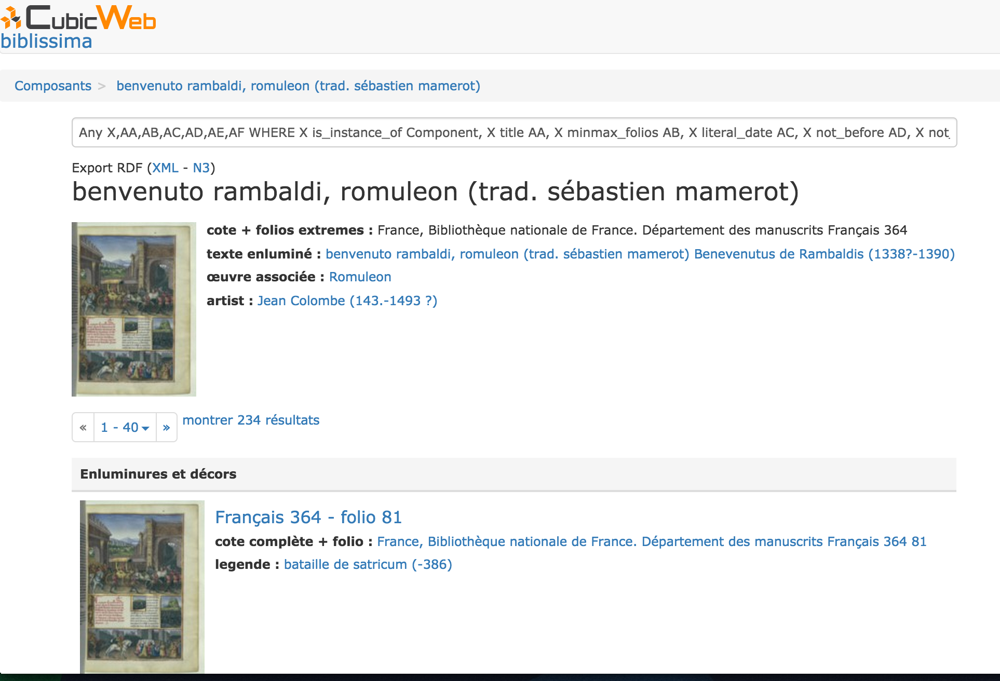 CubicWeb
biblissima
Composants > benvenuto rambaldi, romuleon (trad. sébastien mamerot)
Any X,AA,AB,AC,AD,AE,AF WHERE X is_instance_of Component, X title AA, X minmax_folios AB, X literal_date AC, X not_before AD, X not_
Export RDF (XML - N3)
benvenuto rambaldi, romuleon (trad. sébastien mamerot)
cote + folios extremes : France, Bibliothèque nationale de France. Département des manuscrits Français 364
texte enluminé : benvenuto rambaldi, romuleon (trad. sébastien mamerot) Benevenutus de Rambaldis (1338?-1390)
œuvre associée : Romuleon
artist : Jean Colombe (143.-1493 ?)
« 1 - 40 » montrer 234 résultats
Enluminures et décors
Français 364 - folio 81
cote complète + folio : France, Bibliothèque nationale de France. Département des manuscrits Français 364 81
legende : bataille de satricum (-386)